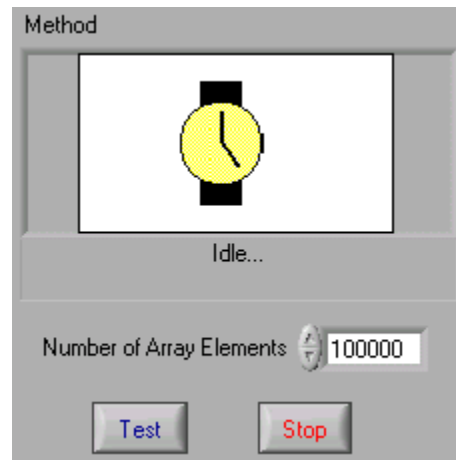 Method
Idle...
Number of Array Elements 100000
Test Stop